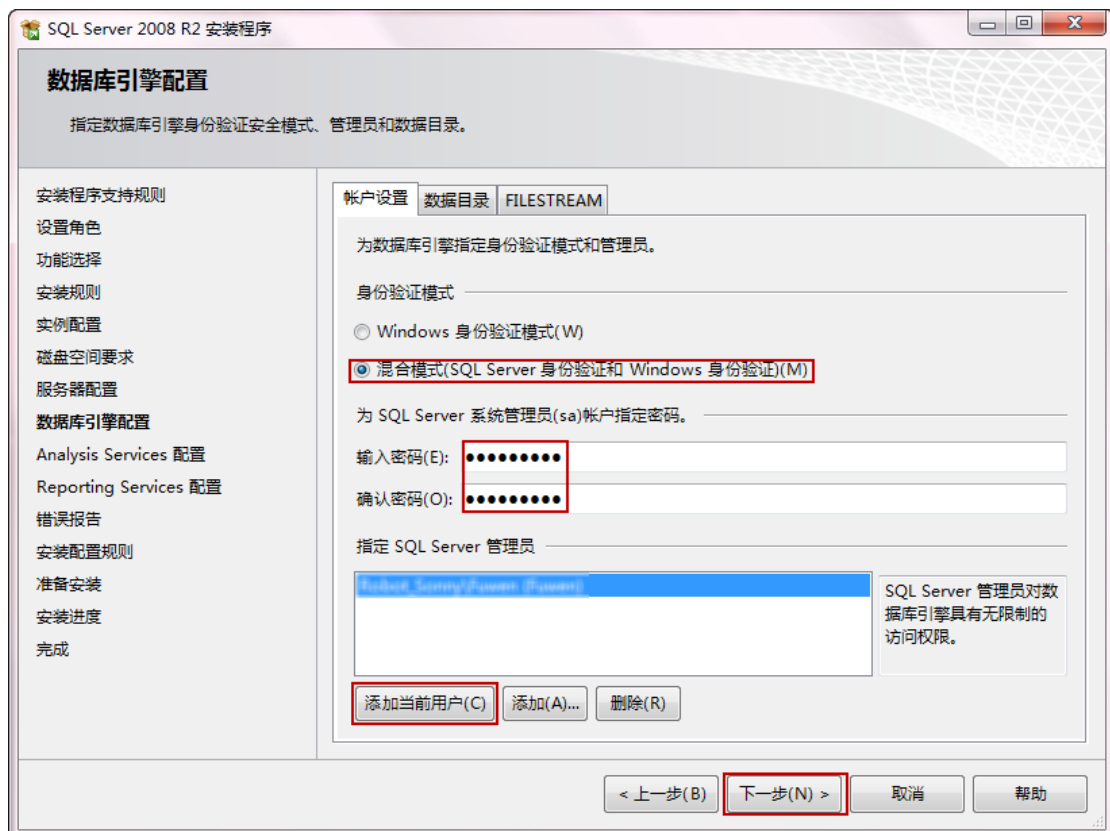 SQL Server 2008 R2 安装程序
数据库引擎配置
指定数据库引擎身份验证安全模式、管理员和数据目录。
安装程序支持规则
设置角色
功能选择
安装规则
实例配置
磁盘空间要求
服务器配置
数据库引擎配置
Analysis Services 配置
Reporting Services 配置
错误报告
安装配置规则
准备安装
安装进度
完成
帐户设置 数据目录 FILESTREAM
为数据库引擎指定身份验证模式和管理员。
身份验证模式
Windows 身份验证模式(W)
混合模式(SQL Server 身份验证和 Windows 身份验证)(M)
为 SQL Server 系统管理员(sa)帐户指定密码。
输入密码(E): ●●●●●●●●●
确认密码(O): ●●●●●●●●●
指定 SQL Server 管理员
SQL Server 管理员对数
据库引擎具有无限制的
访问权限。
添加当前用户(C) 添加(A)... 删除(R)
< 上一步(B) 下一步(N) > 取消 帮助